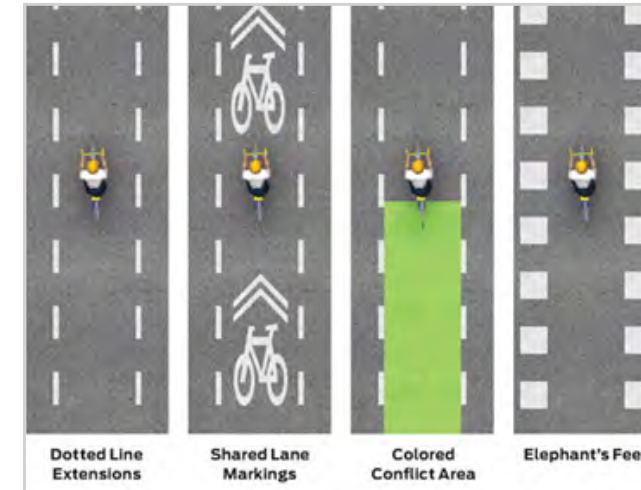 Dotted Line
Extensions
Shared Lane
Markings
Colored
Conflict Area
Elephant's Fee